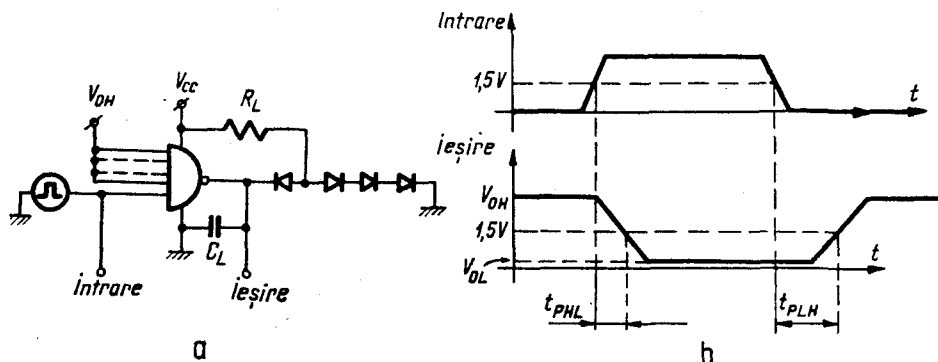 V_OH
V_CC
R_L
C_L
intrare
ieșire
a
Intrare
1,5V
t
ieșire
V_OH
1,5V
V_OL
t
t_PHL
t_PLH
b